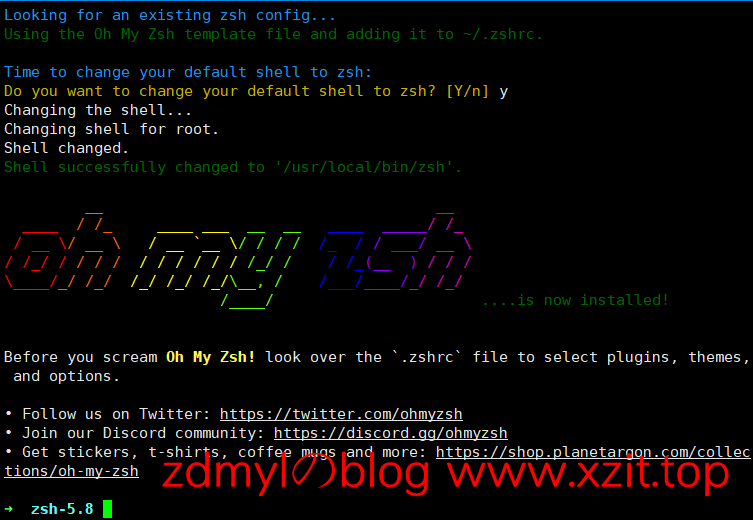 Looking for an existing zsh config...
Using the Oh My Zsh template file and adding it to ~/.zshrc.
Time to change your default shell to zsh:
Do you want to change your default shell to zsh? [Y/n] y
Changing the shell...
Changing shell for root.
Shell changed.
Shell successfully changed to '/usr/local/bin/zsh'.
oh my zsh
....is now installed!
Before you scream Oh My Zsh! look over the `.zshrc` file to select plugins, themes,
and options.
• Follow us on Twitter: https://twitter.com/ohmyzsh
• Join our Discord community: https://discord.gg/ohmyzsh
• Get stickers, t-shirts, coffee mugs and more: https://shop.planetargon.com/collec
tions/oh-my-zsh
zdmylのblog www.xzit.top
➜ zsh-5.8